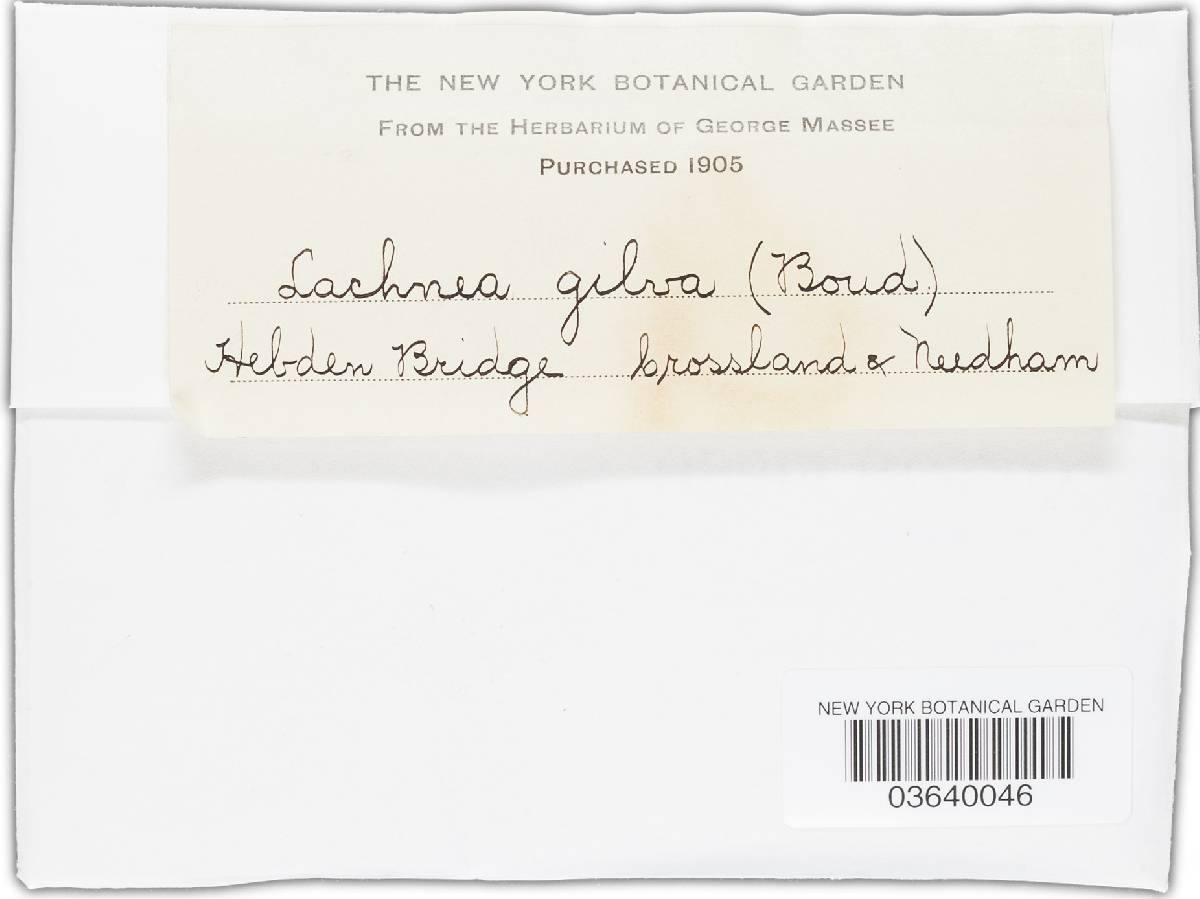 THE NEW YORK BOTANICAL GARDEN
FROM THE HERBARIUM OF GEORGE MASSEE
PURCHASED 1905
Lachnea gilva (Boud)
Hebden Bridge Crossland & Needham
NEW YORK BOTANICAL GARDEN
03640046